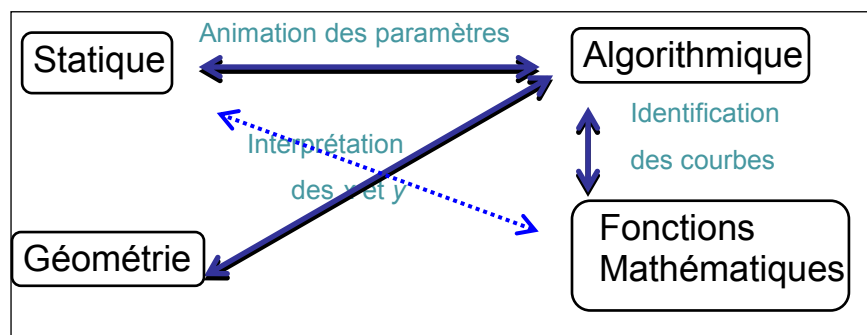 Animation des paramètres
Statique
Algorithmique
Identification
des courbes
Interprétation
des x et y
Géométrie
Fonctions
Mathématiques